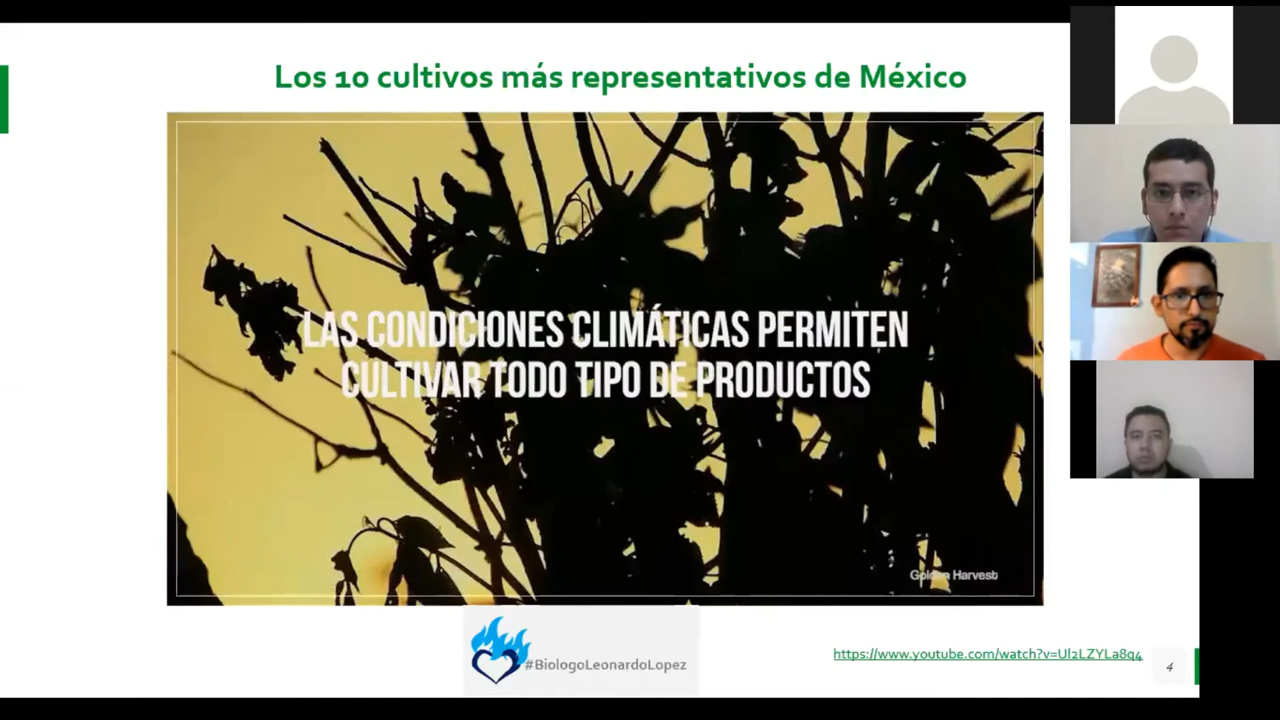 Los 10 cultivos más representativos de México
LAS CONDICIONES CLIMÁTICAS PERMITEN
CULTIVAR TODO TIPO DE PRODUCTOS
Golden Harvest
#BiologoLeonardoLopez
https://www.youtube.com/watch?v=Ul2LZYLa8q4
4